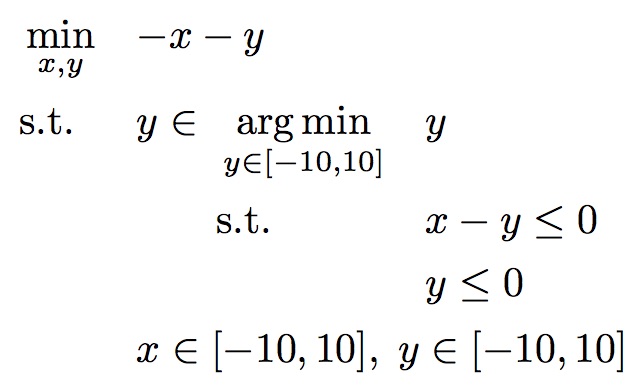 min −x − y
x,y
s.t. y ∈ arg min y
y∈[−10,10]
s.t. x − y ≤ 0
y ≤ 0
x ∈ [−10, 10], y ∈ [−10, 10]